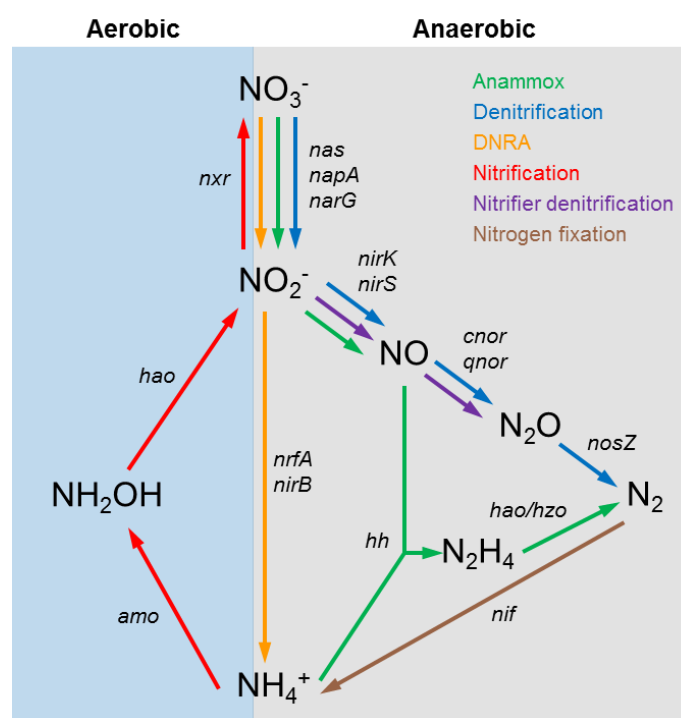 Aerobic
Anaerobic
NO₃⁻
Anammox
Denitrification
DNRA
Nitrification
Nitrifier denitrification
Nitrogen fixation
nxr
nas
napA
narG
NO₂⁻
nirK
nirS
NO
cnor
qnor
hao
N₂O
nosZ
nrfA
nirB
NH₂OH
N₂
hao/hzo
hh
N₂H₄
amo
nif
NH₄⁺